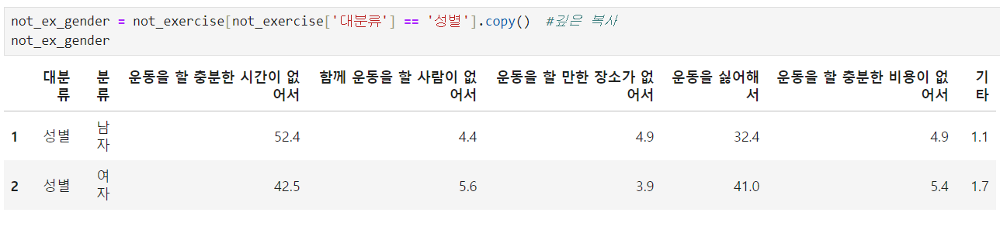 not_ex_gender = not_exercise[not_exercise['대분류'] == '성별'].copy()  #깊은 복사
not_ex_gender
대분류 분류 운동을 할 충분한 시간이 없어서 함께 운동을 할 사람이 없어서 운동을 할 만한 장소가 없어서 운동을 싫어해서 운동을 할 충분한 비용이 없어서 기타
1 성별 남자 52.4 4.4 4.9 32.4 4.9 1.1
2 성별 여자 42.5 5.6 3.9 41.0 5.4 1.7